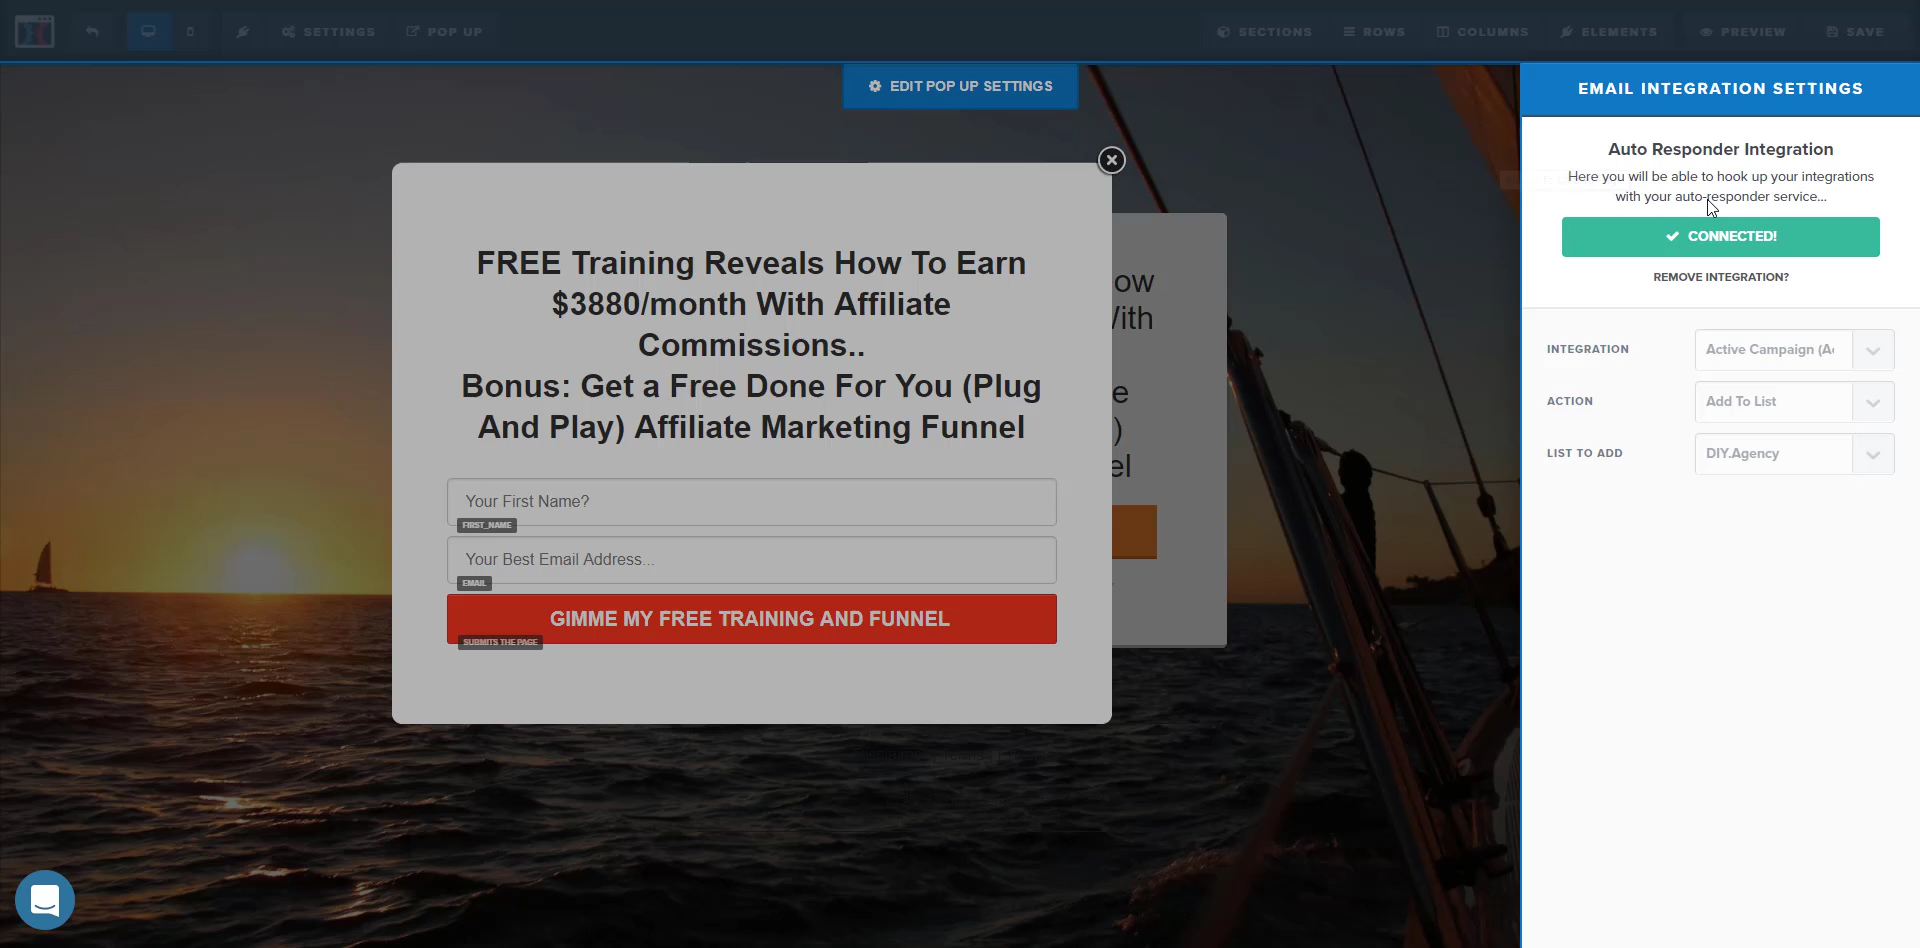 SETTINGS
POP UP
SECTIONS
ROWS
COLUMNS
ELEMENTS
PREVIEW
SAVE
EDIT POP UP SETTINGS
FREE Training Reveals How To Earn
$3880/month With Affiliate
Commissions..
Bonus: Get a Free Done For You (Plug
And Play) Affiliate Marketing Funnel
Your First Name?
FIRST_NAME
Your Best Email Address...
EMAIL
GIMME MY FREE TRAINING AND FUNNEL
SUBMITS THE PAGE
ow
ith
e
)
el
EMAIL INTEGRATION SETTINGS
Auto Responder Integration
Here you will be able to hook up your integrations
with your auto-responder service...
CONNECTED!
REMOVE INTEGRATION?
INTEGRATION
Active Campaign (A
ACTION
Add To List
LIST TO ADD
DIY.Agency